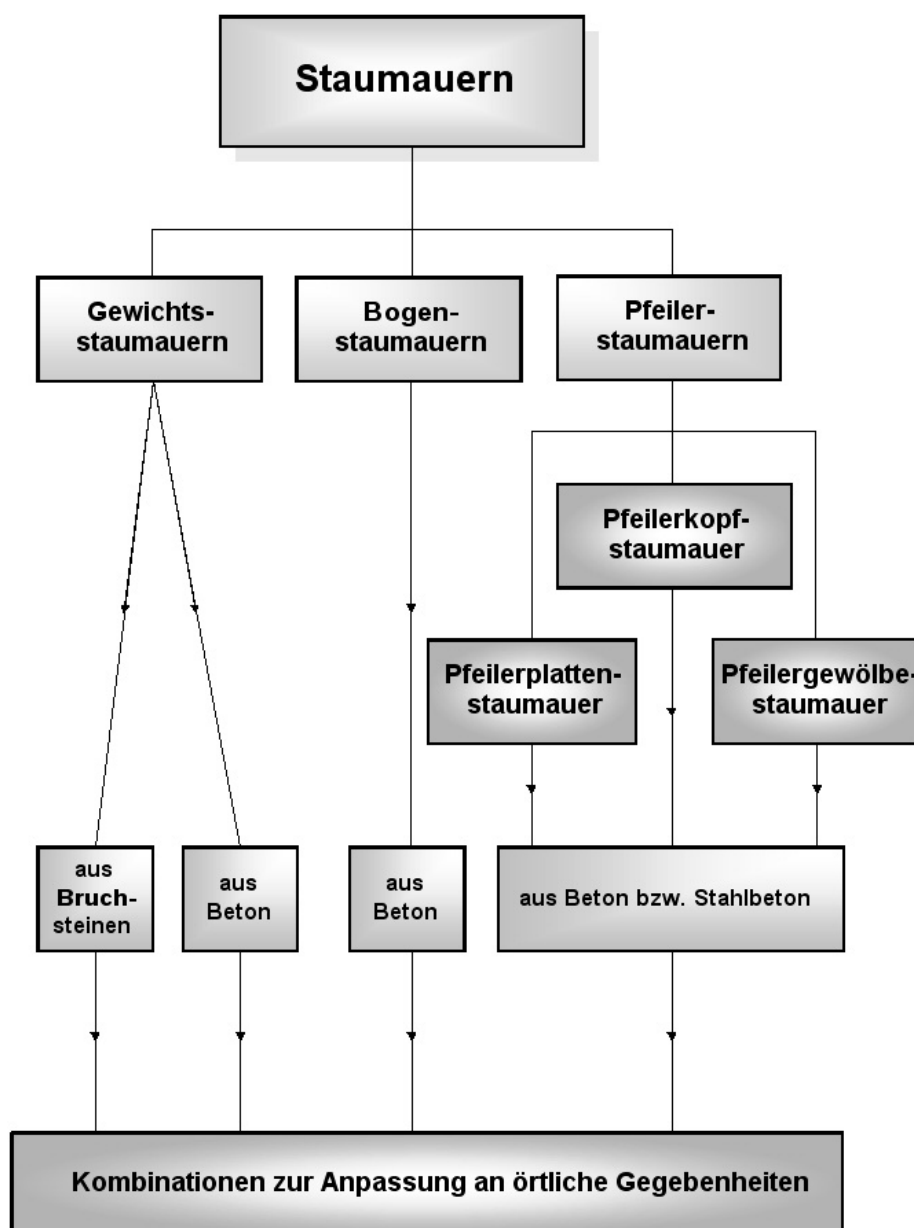 Staumauern
Gewichts-
staumauern
Bogen-
staumauern
Pfeiler-
staumauern
Pfeilerkopf-
staumauer
Pfeilerplatten-
staumauer
Pfeilergewölbe-
staumauer
aus
Bruch-
steinen
aus
Beton
aus
Beton
aus Beton bzw. Stahlbeton
Kombinationen zur Anpassung an örtliche Gegebenheiten